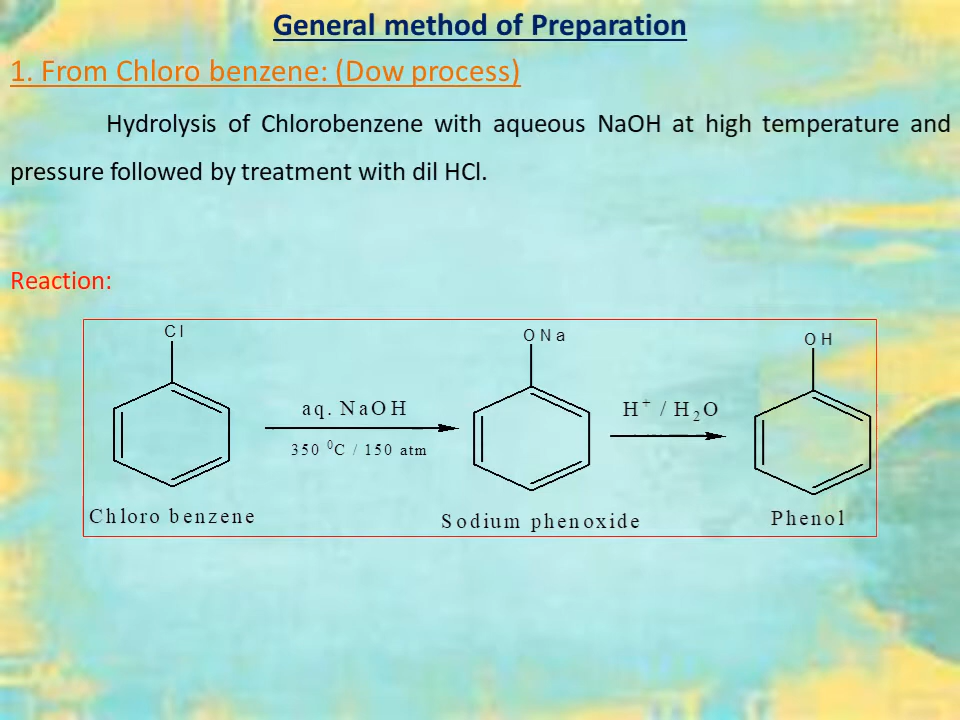 General method of Preparation
1. From Chloro benzene: (Dow process)
Hydrolysis of Chlorobenzene with aqueous NaOH at high temperature and
pressure followed by treatment with dil HCl.
Reaction:
Cl
ONa
OH
aq. NaOH
H⁺ / H₂O
350 ⁰C / 150 atm
Chloro benzene
Sodium phenoxide
Phenol